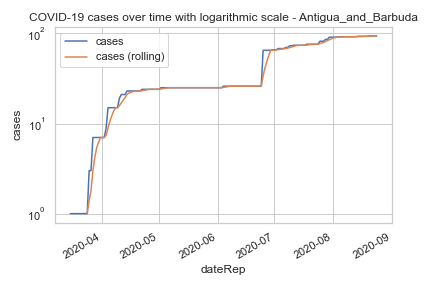 COVID-19 cases over time with logarithmic scale - Antigua_and_Barbuda
cases
cases (rolling)
10²
10¹
10⁰
cases
2020-04
2020-05
2020-06
2020-07
2020-08
2020-09
dateRep